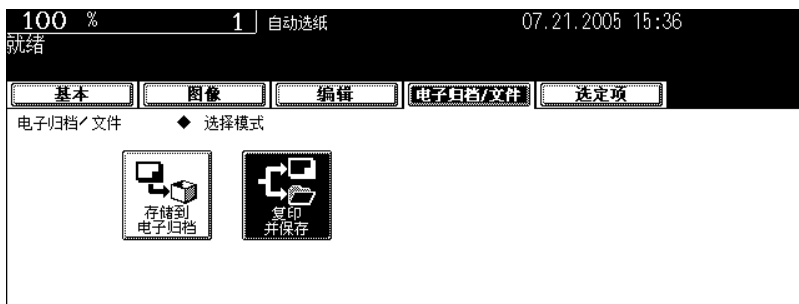 100 % 1 自动选纸 07.21.2005 15:36
就绪
基本 图像 编辑 电子归档/文件 选定项
电子归档/文件 ◆ 选择模式
存储到 复印
电子归档 并保存